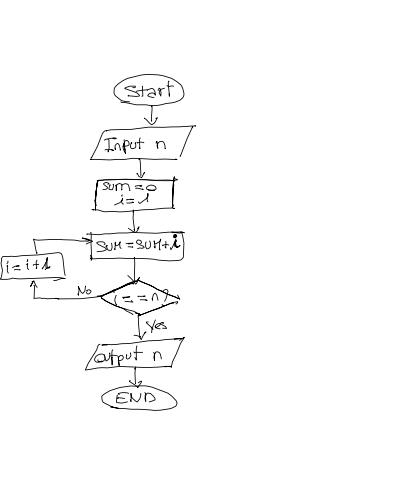 Start
Input n
sum = 0
i = 1
SUM = SUM + i
i = i + 1
No
i == n?
Yes
output n
END